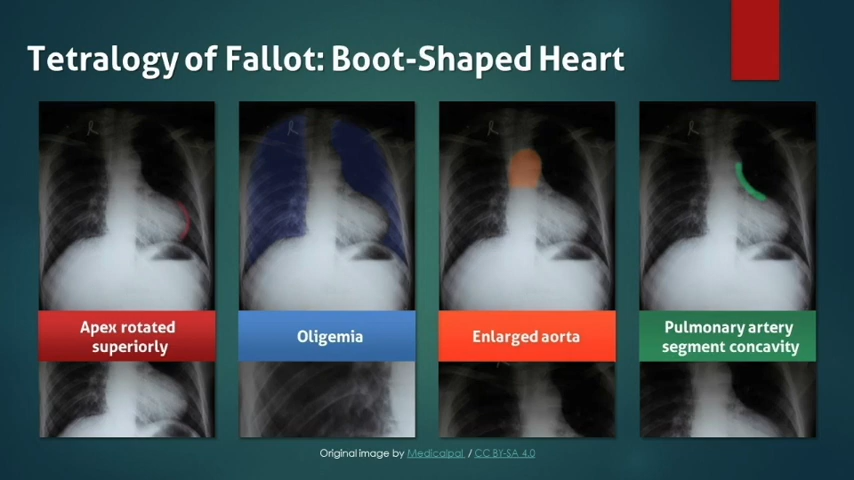 Tetralogy of Fallot: Boot-Shaped Heart
Apex rotated
superiorly
Oligemia
Enlarged aorta
Pulmonary artery
segment concavity
Original image by Medicalpal / CC BY-SA 4.0